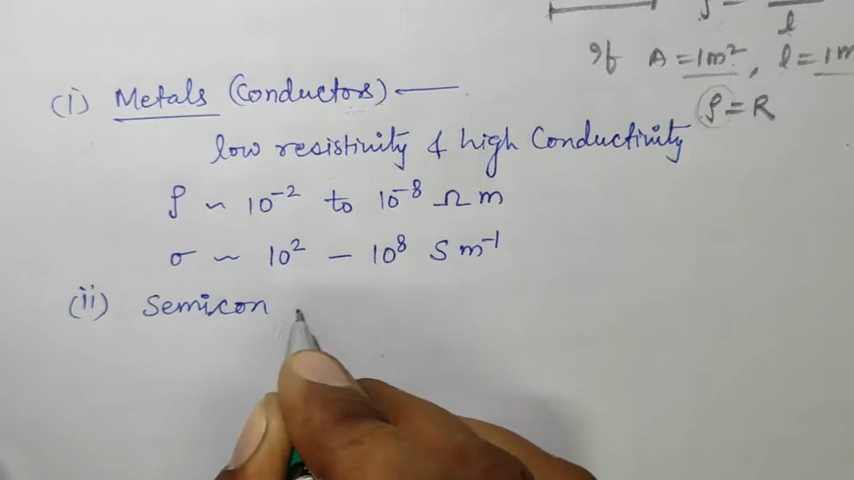 ρ = / l
If A = 1m², l = 1m
ρ = R
(i) Metals (Conductors) —
low resistivity & high Conductivity
ρ ~ 10⁻² to 10⁻⁸ Ω m
σ ~ 10² – 10⁸ S m⁻¹
(ii) Semicon